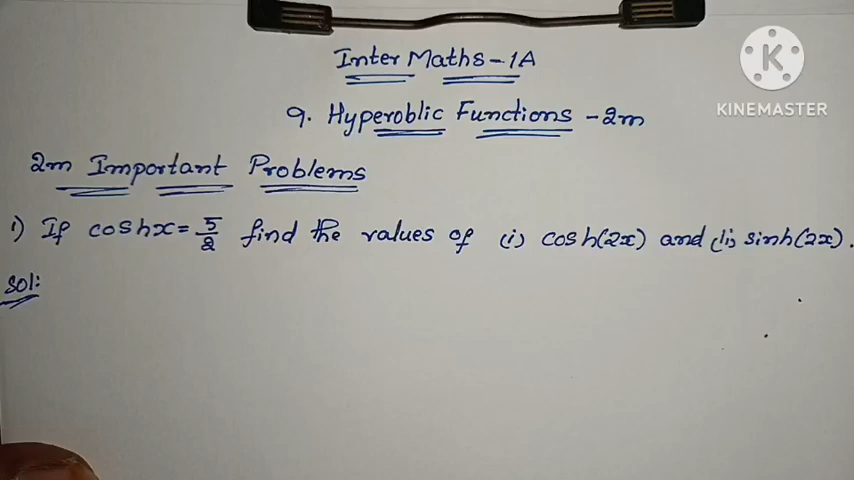 Inter Maths-1A
KINEMASTER
9. Hyperoblic Functions - 2m
2m Important Problems
1) If coshx = 5/2 find the values of (i) cosh(2x) and (ii) sinh(2x).
Sol: